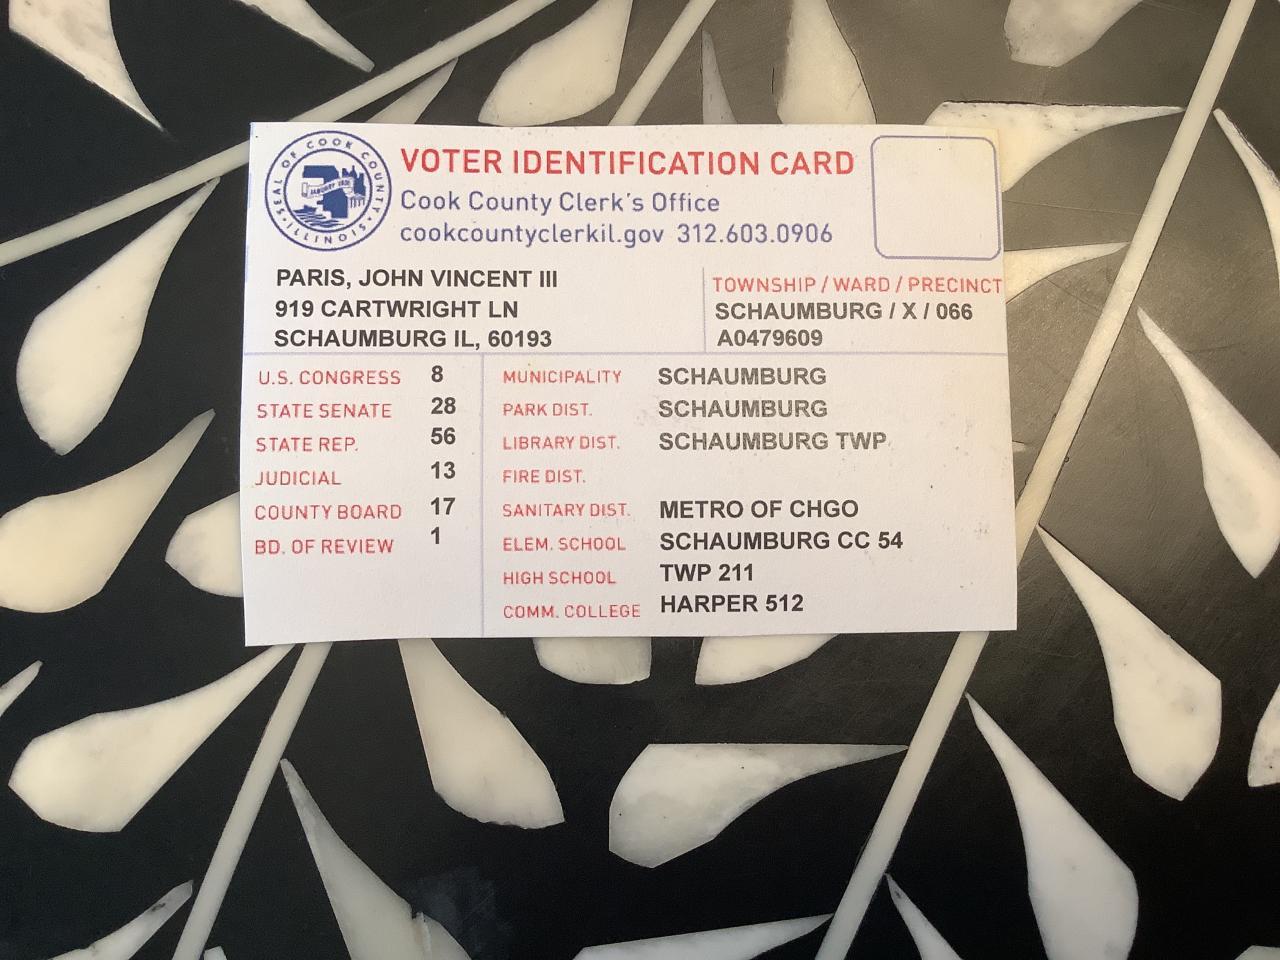 SEAL OF COOK COUNTY
ILLINOIS
VOTER IDENTIFICATION CARD
Cook County Clerk's Office
cookcountyclerkil.gov 312.603.0906
PARIS, JOHN VINCENT III
919 CARTWRIGHT LN
SCHAUMBURG IL, 60193
TOWNSHIP / WARD / PRECINCT
SCHAUMBURG / X / 066
A0479609
U.S. CONGRESS 8
STATE SENATE 28
STATE REP. 56
JUDICIAL 13
COUNTY BOARD 17
BD. OF REVIEW 1
MUNICIPALITY SCHAUMBURG
PARK DIST. SCHAUMBURG
LIBRARY DIST. SCHAUMBURG TWP
FIRE DIST.
SANITARY DIST. METRO OF CHGO
ELEM. SCHOOL SCHAUMBURG CC 54
HIGH SCHOOL TWP 211
COMM. COLLEGE HARPER 512